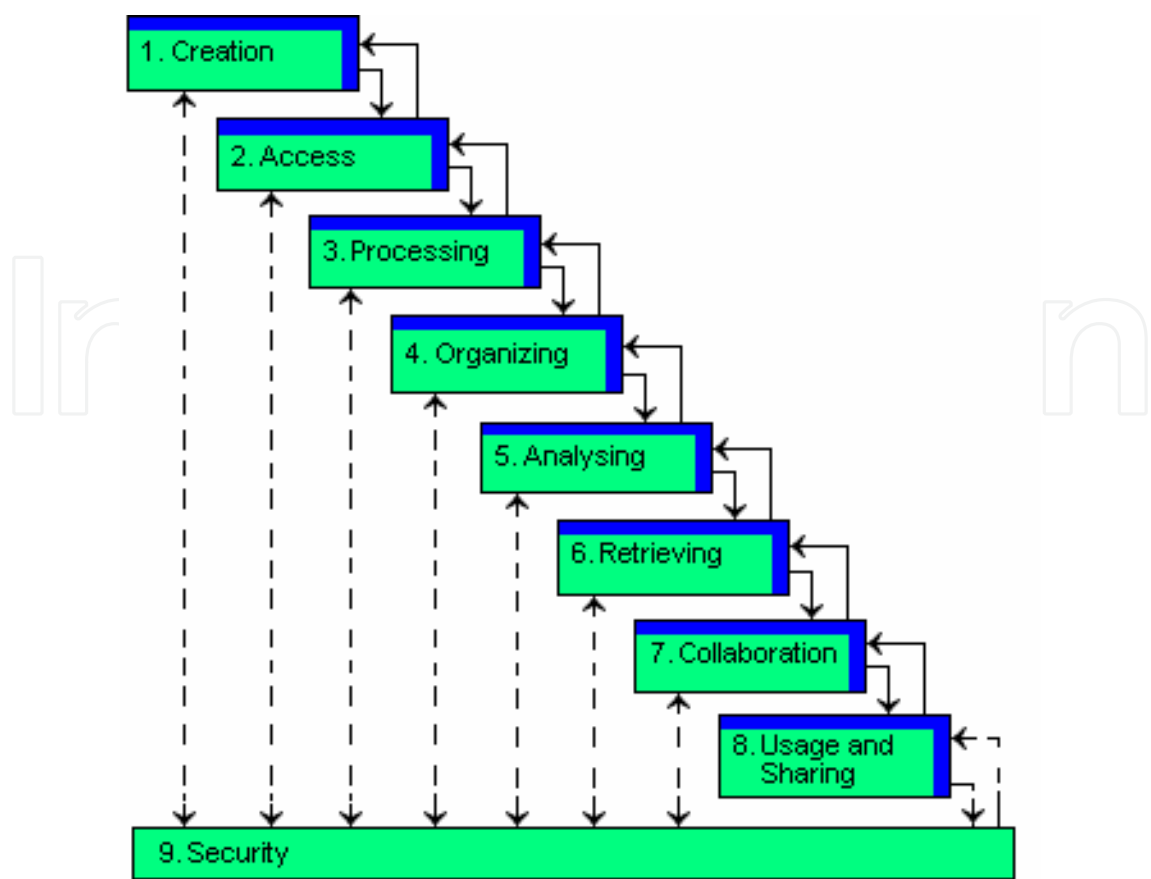 1. Creation
2. Access
3. Processing
4. Organizing
5. Analysing
6. Retrieving
7. Collaboration
8. Usage and
Sharing
9. Security